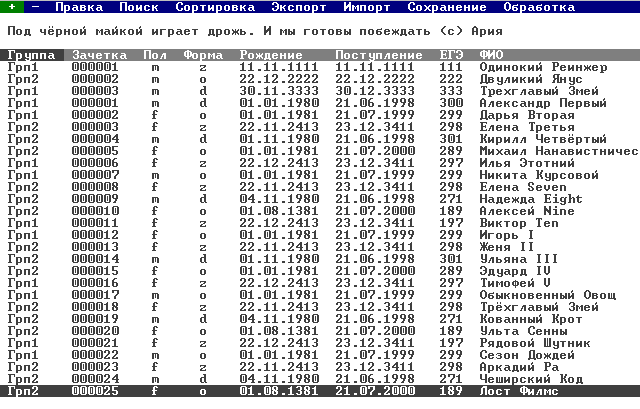 + − Правка Поиск Сортировка Экспорт Импорт Сохранение Обработка
Под чёрной майкой играет дрожь. И мы готовы побеждать (с) Ария
Группа Зачетка Пол Форма Рождение Поступление ЕГЭ ФИО
Грп1 000001 m z 11.11.1111 11.11.1111 111 Одинокий Рейнжер
Грп2 000002 m o 22.12.2222 22.12.2222 222 Двуликий Янус
Грп1 000003 m d 30.11.3333 30.12.3333 333 Трехглавый Змей
Грп1 000001 m d 01.01.1980 21.06.1998 300 Александр Первый
Грп1 000002 f o 01.01.1981 21.07.1999 299 Дарья Вторая
Грп2 000003 f z 22.11.2413 23.12.3411 298 Елена Третья
Грп2 000004 m d 01.11.1980 21.06.1998 301 Кирилл Четвёртый
Грп2 000005 f o 01.01.1981 21.07.2000 289 Михаил Нанавистничес
Грп1 000006 f z 22.12.2413 23.12.3411 297 Илья Этотний
Грп1 000007 m o 01.01.1981 21.07.1999 299 Никита Курсовой
Грп2 000008 f z 22.11.2413 23.12.3411 298 Елена Seven
Грп2 000009 m d 04.11.1980 21.06.1998 271 Надежда Eight
Грп2 000010 f o 01.08.1381 21.07.2000 189 Алексей Nine
Грп1 000011 f z 22.12.2413 23.12.3411 197 Виктор Ten
Грп1 000012 f o 01.01.1981 21.07.1999 299 Игорь I
Грп2 000013 f z 22.11.2413 23.12.3411 298 Женя II
Грп2 000014 m d 01.11.1980 21.06.1998 301 Ульяна III
Грп2 000015 f o 01.01.1981 21.07.2000 289 Эдуард IV
Грп1 000016 f z 22.12.2413 23.12.3411 297 Тимофей V
Грп1 000017 m o 01.01.1981 21.07.1999 299 Обыкновенный Овощ
Грп2 000018 f z 22.11.2413 23.12.3411 298 Трёхглавый Змей
Грп2 000019 m d 04.11.1980 21.06.1998 271 Кованный Крот
Грп2 000020 f o 01.08.1381 21.07.2000 189 Ульта Сенны
Грп1 000021 f z 22.12.2413 23.12.3411 197 Рядовой Шутник
Грп1 000022 m o 01.01.1981 21.07.1999 299 Сезон Дождей
Грп2 000023 f z 22.11.2413 23.12.3411 298 Аркадий Ра
Грп2 000024 m d 04.11.1980 21.06.1998 271 Чеширский Код
Грп2 000025 f o 01.08.1381 21.07.2000 189 Лост Филмс